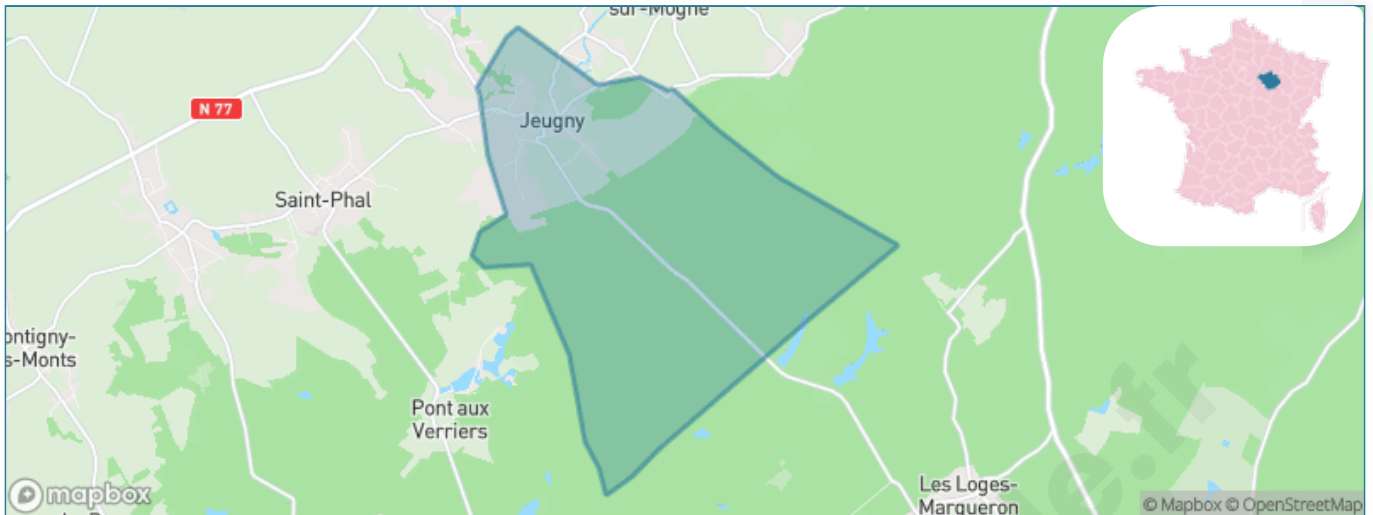 sur-Mogne
N 77
Jeugny
Saint-Phal
ontigny-
s-Monts
Pont aux
Verriers
Les Loges-
Margueron
mapbox
© Mapbox © OpenStreetMap